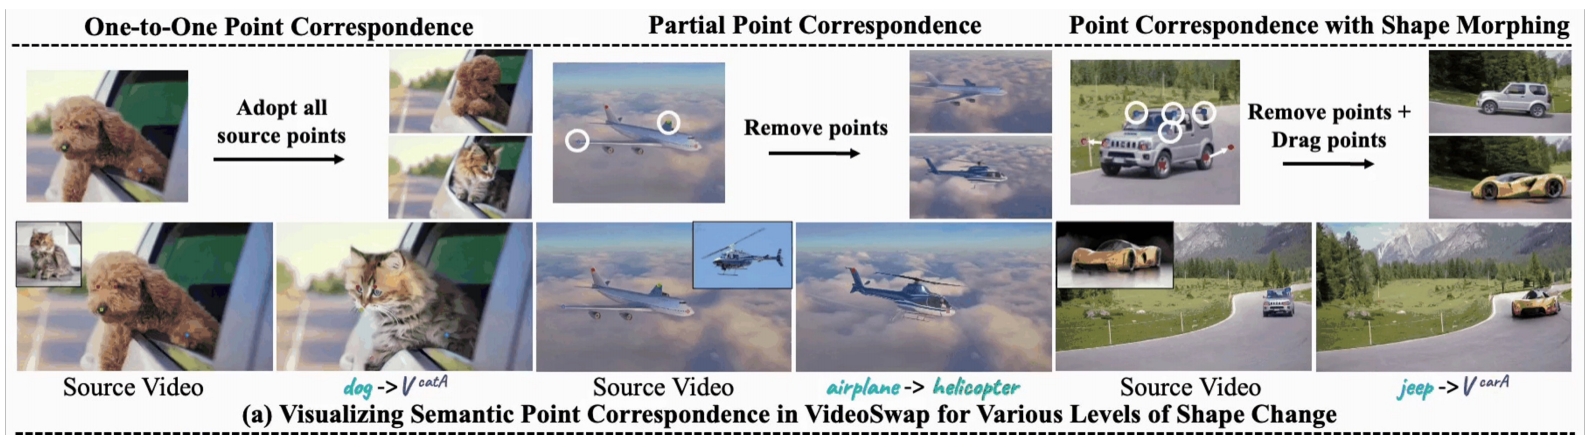 One-to-One Point Correspondence
Partial Point Correspondence
Point Correspondence with Shape Morphing
Adopt all
source points
Remove points
Remove points +
Drag points
Source Video
dog -> V catA
Source Video
airplane -> helicopter
Source Video
jeep -> V carA
(a) Visualizing Semantic Point Correspondence in VideoSwap for Various Levels of Shape Change